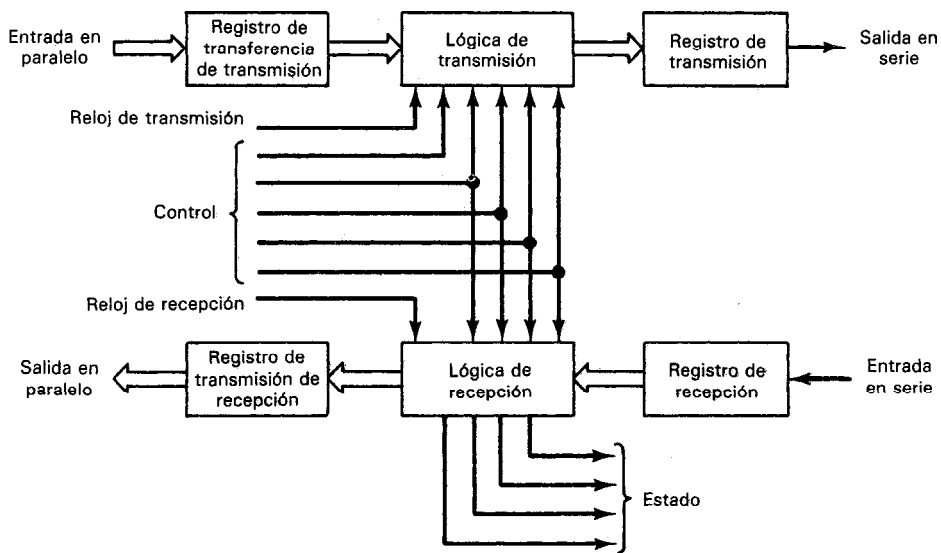 Entrada en
paralelo
Registro de
transferencia
de transmisión
Lógica de
transmisión
Registro de
transmisión
Salida en
serie
Reloj de transmisión
Control
Reloj de recepción
Salida en
paralelo
Registro de
transmisión de
recepción
Lógica de
recepción
Registro de
recepción
Entrada
en serie
Estado